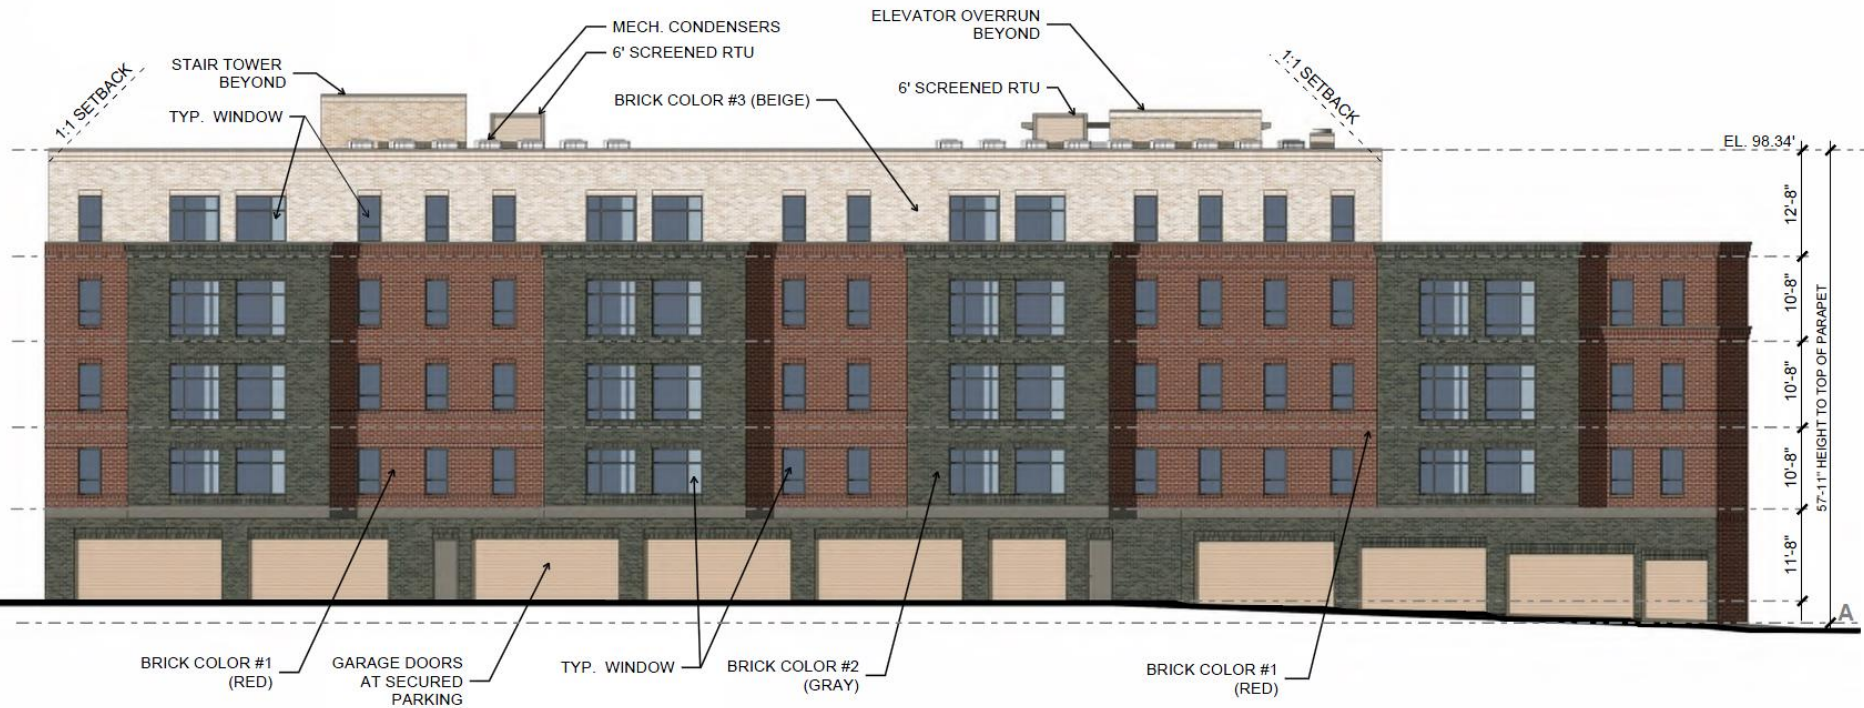 MECH. CONDENSERS
6' SCREENED RTU
ELEVATOR OVERRUN
BEYOND
STAIR TOWER
BEYOND
1:1 SETBACK
TYP. WINDOW
BRICK COLOR #3 (BEIGE)
6' SCREENED RTU
1:1 SETBACK
EL. 98.34'
12'-8"
10'-8"
10'-8"
10'-8"
11'-8"
57'-11" HEIGHT TO TOP OF PARAPET
A
BRICK COLOR #1
(RED)
GARAGE DOORS
AT SECURED
PARKING
TYP. WINDOW
BRICK COLOR #2
(GRAY)
BRICK COLOR #1
(RED)